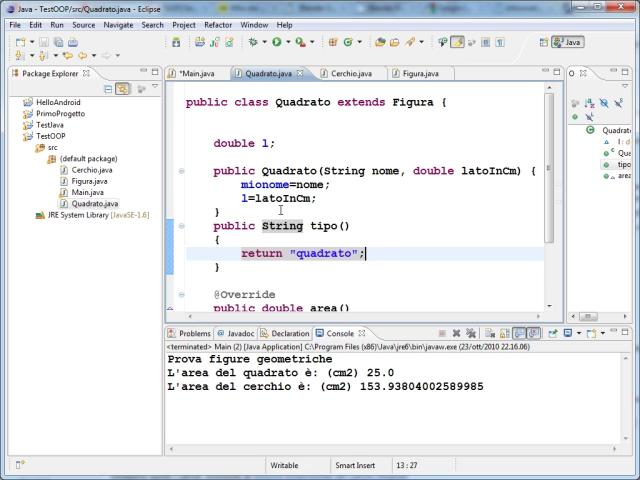 Java - TestOOP/src/Quadrato.java - Eclipse
File Edit Source Refactor Navigate Search Project Run Window Help
Java
Package Explorer
*Main.java Quadrato.java Cerchio.java Figura.java
HelloAndroid
PrimoProgetto
TestJava
TestOOP
src
(default package)
Cerchio.java
Figura.java
Main.java
Quadrato.java
JRE System Library [JavaSE-1.6]
public class Quadrato extends Figura {
double l;
public Quadrato(String nome, double latoInCm) {
mionome=nome;
l=latoInCm;
}
public String tipo()
{
return "quadrato";
}
@Override
public double area()
O
Quadrato
l : d
Qua
tipo
area
Problems Javadoc Declaration Console
<terminated> Main (2) [Java Application] C:\Program Files (x86)\Java\jre6\bin\javaw.exe (23/ott/2010 22.16.06)
Prova figure geometriche
L'area del quadrato è: (cm2) 25.0
L'area del cerchio è: (cm2) 153.93804002589985
Writable Smart Insert 13 : 27